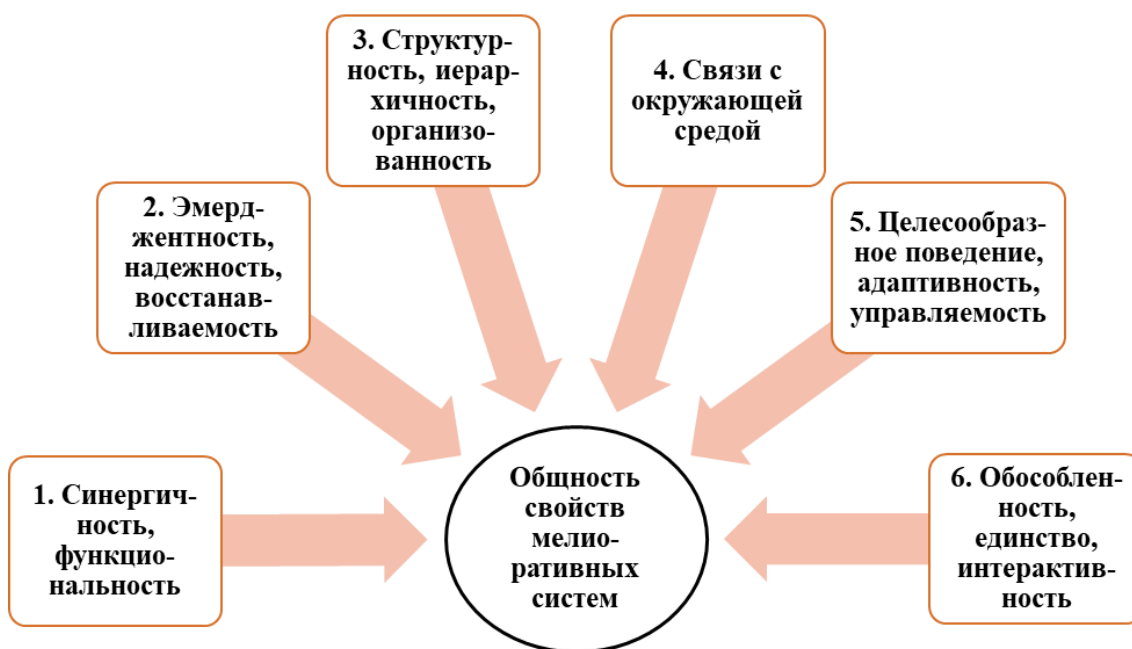 1. Синергич-
ность,
функцио-
нальность
2. Эмерд-
жентность,
надежность,
восстанав-
ливаемость
3. Структур-
ность, иерар-
хичность,
организо-
ванность
4. Связи с
окружающей
средой
5. Целесообраз-
ное поведение,
адаптивность,
управляемость
6. Обособлен-
ность,
единство,
интерактив-
ность
Общность
свойств
мелио-
ративных
систем